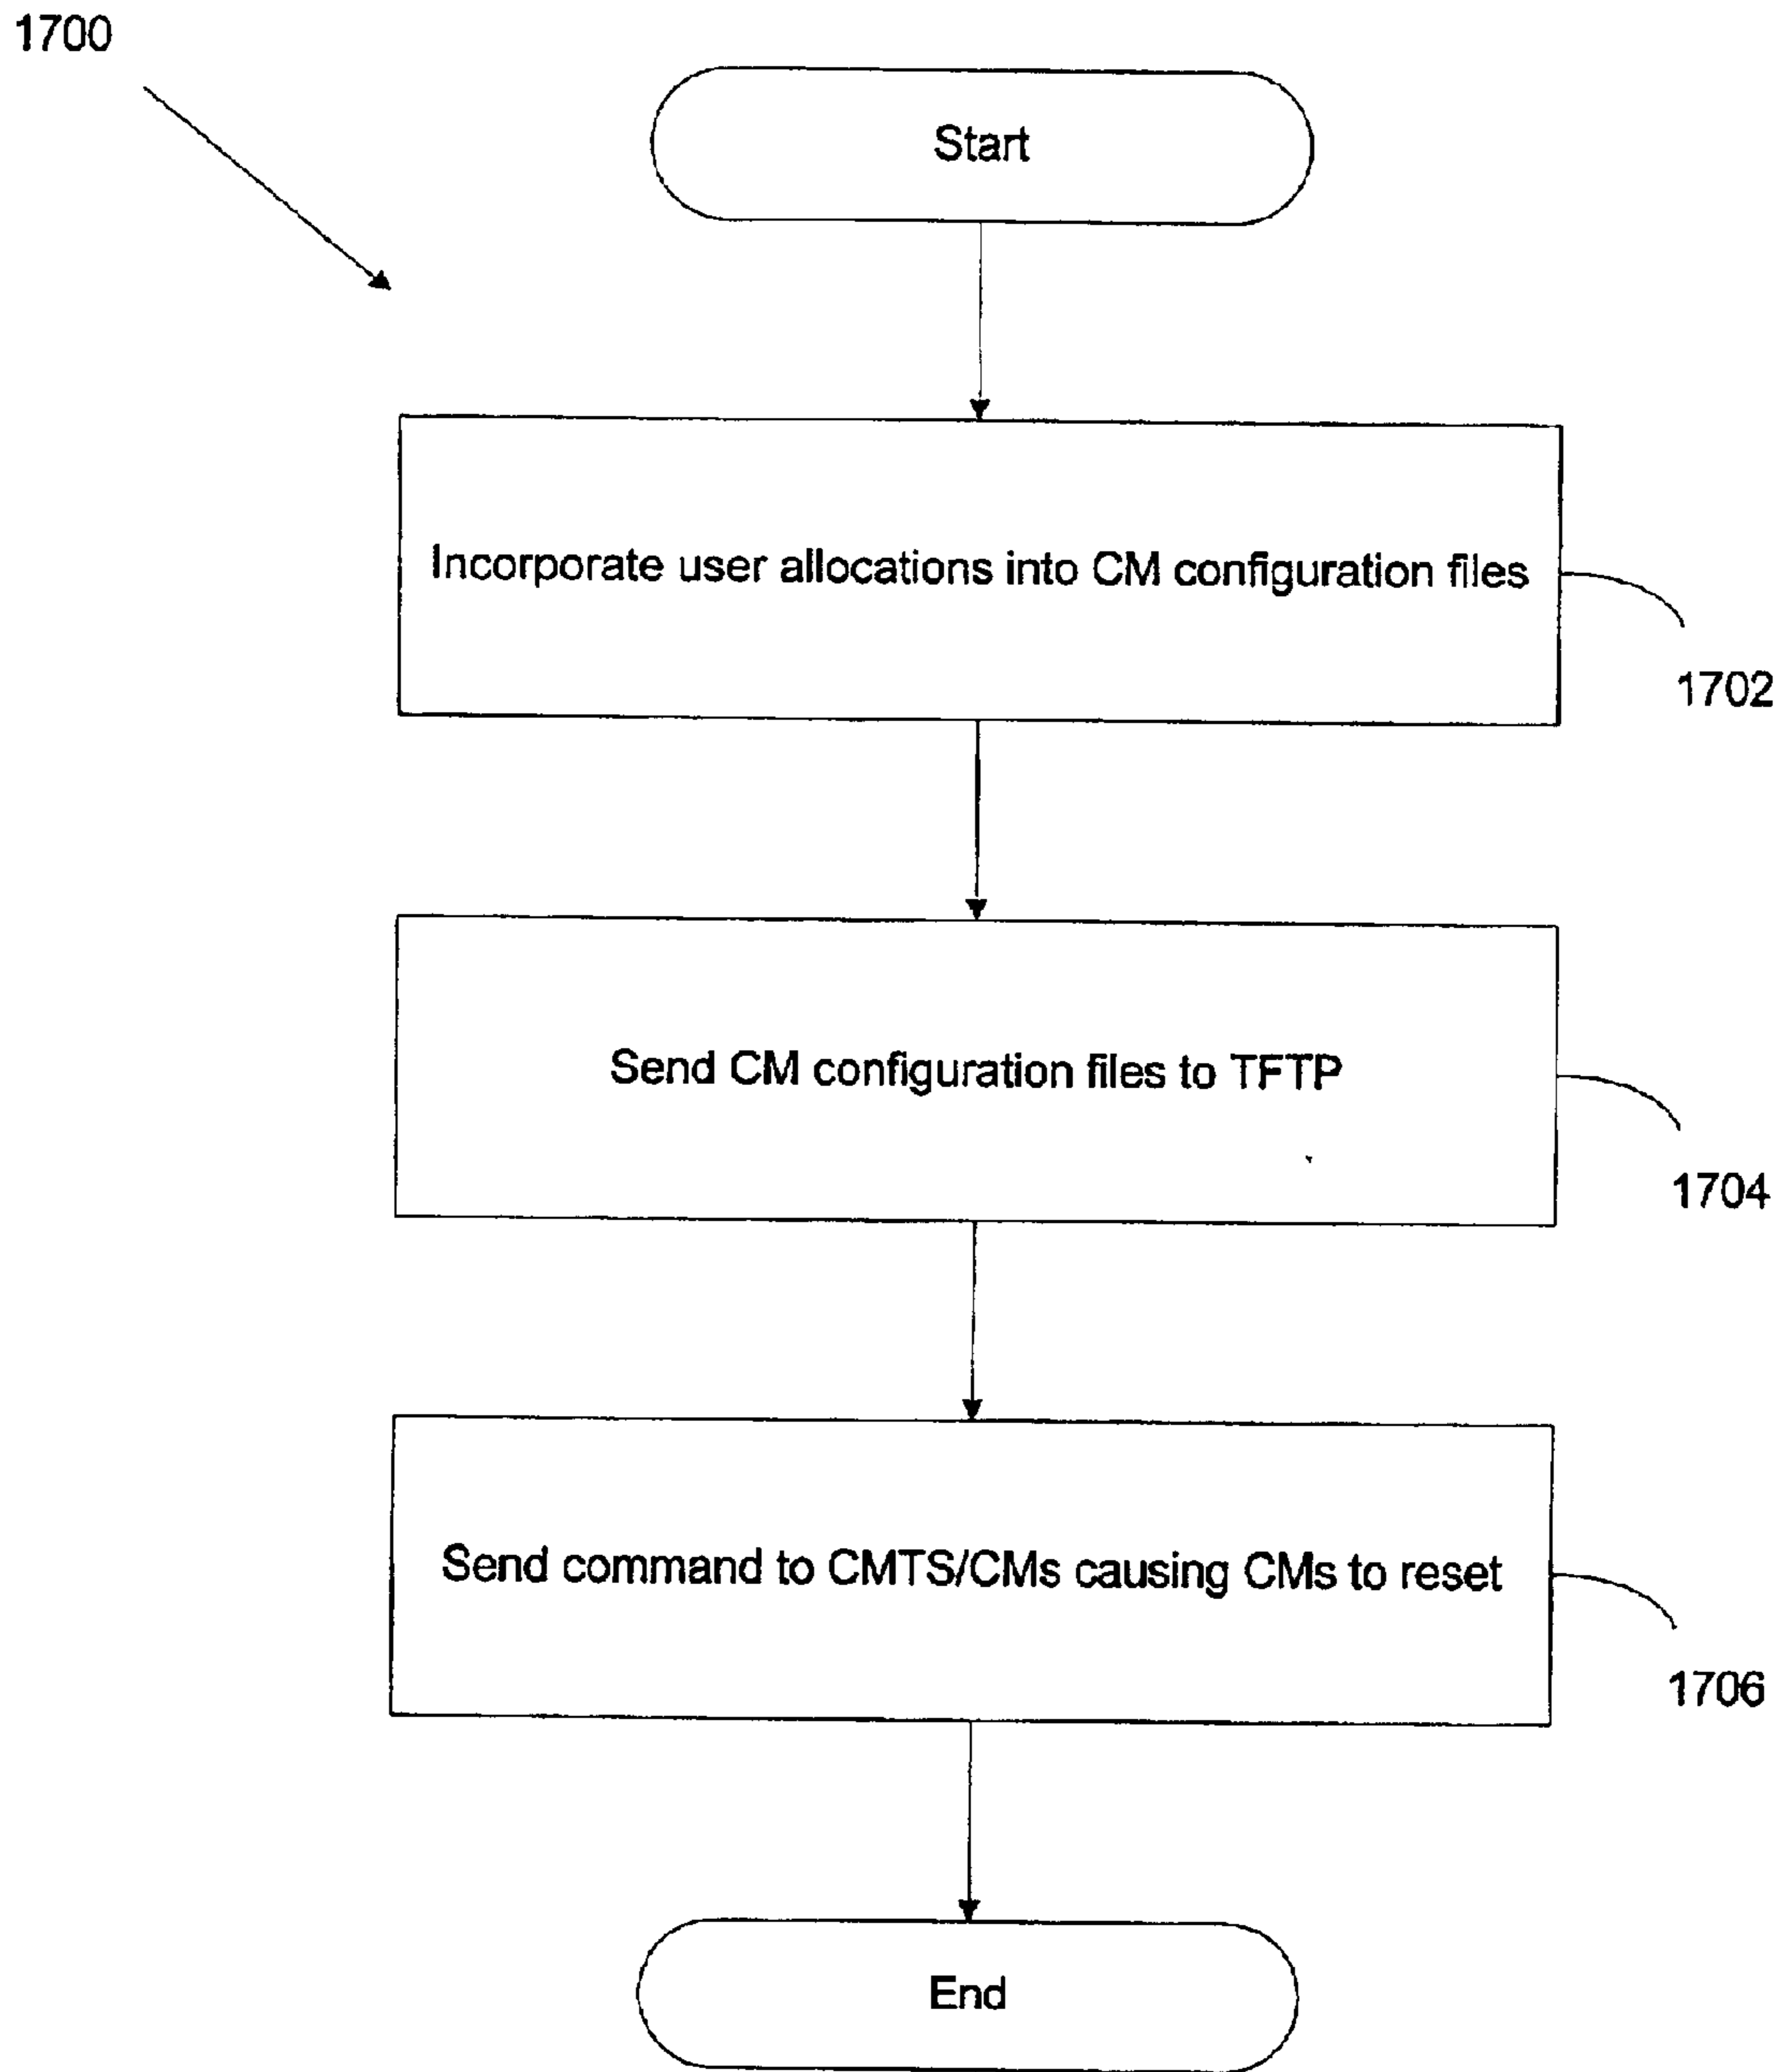 1700
Start
Incorporate user allocations into CM configuration files
1702
Send CM configuration files to TFTP
1704
Send command to CMTS/CMs causing CMs to reset
1706
End